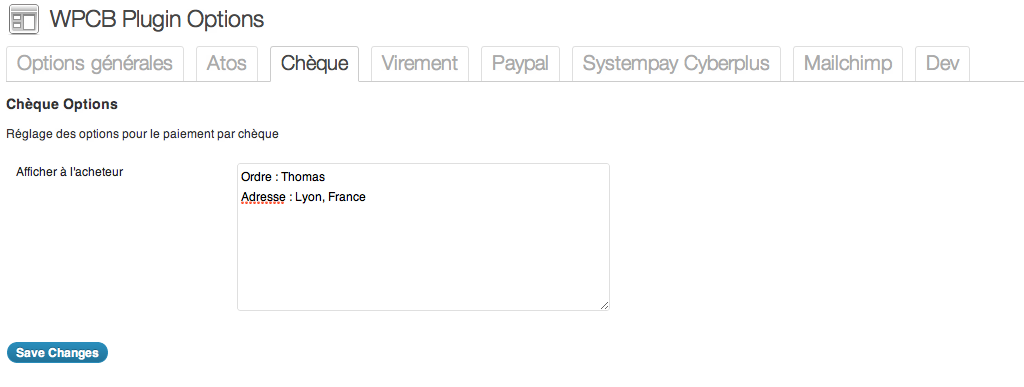 WPCB Plugin Options
Options générales Atos Chèque Virement Paypal Systempay Cyberplus Mailchimp Dev
Chèque Options
Réglage des options pour le paiement par chèque
Afficher à l'acheteur
Ordre : Thomas
Adresse : Lyon, France
Save Changes